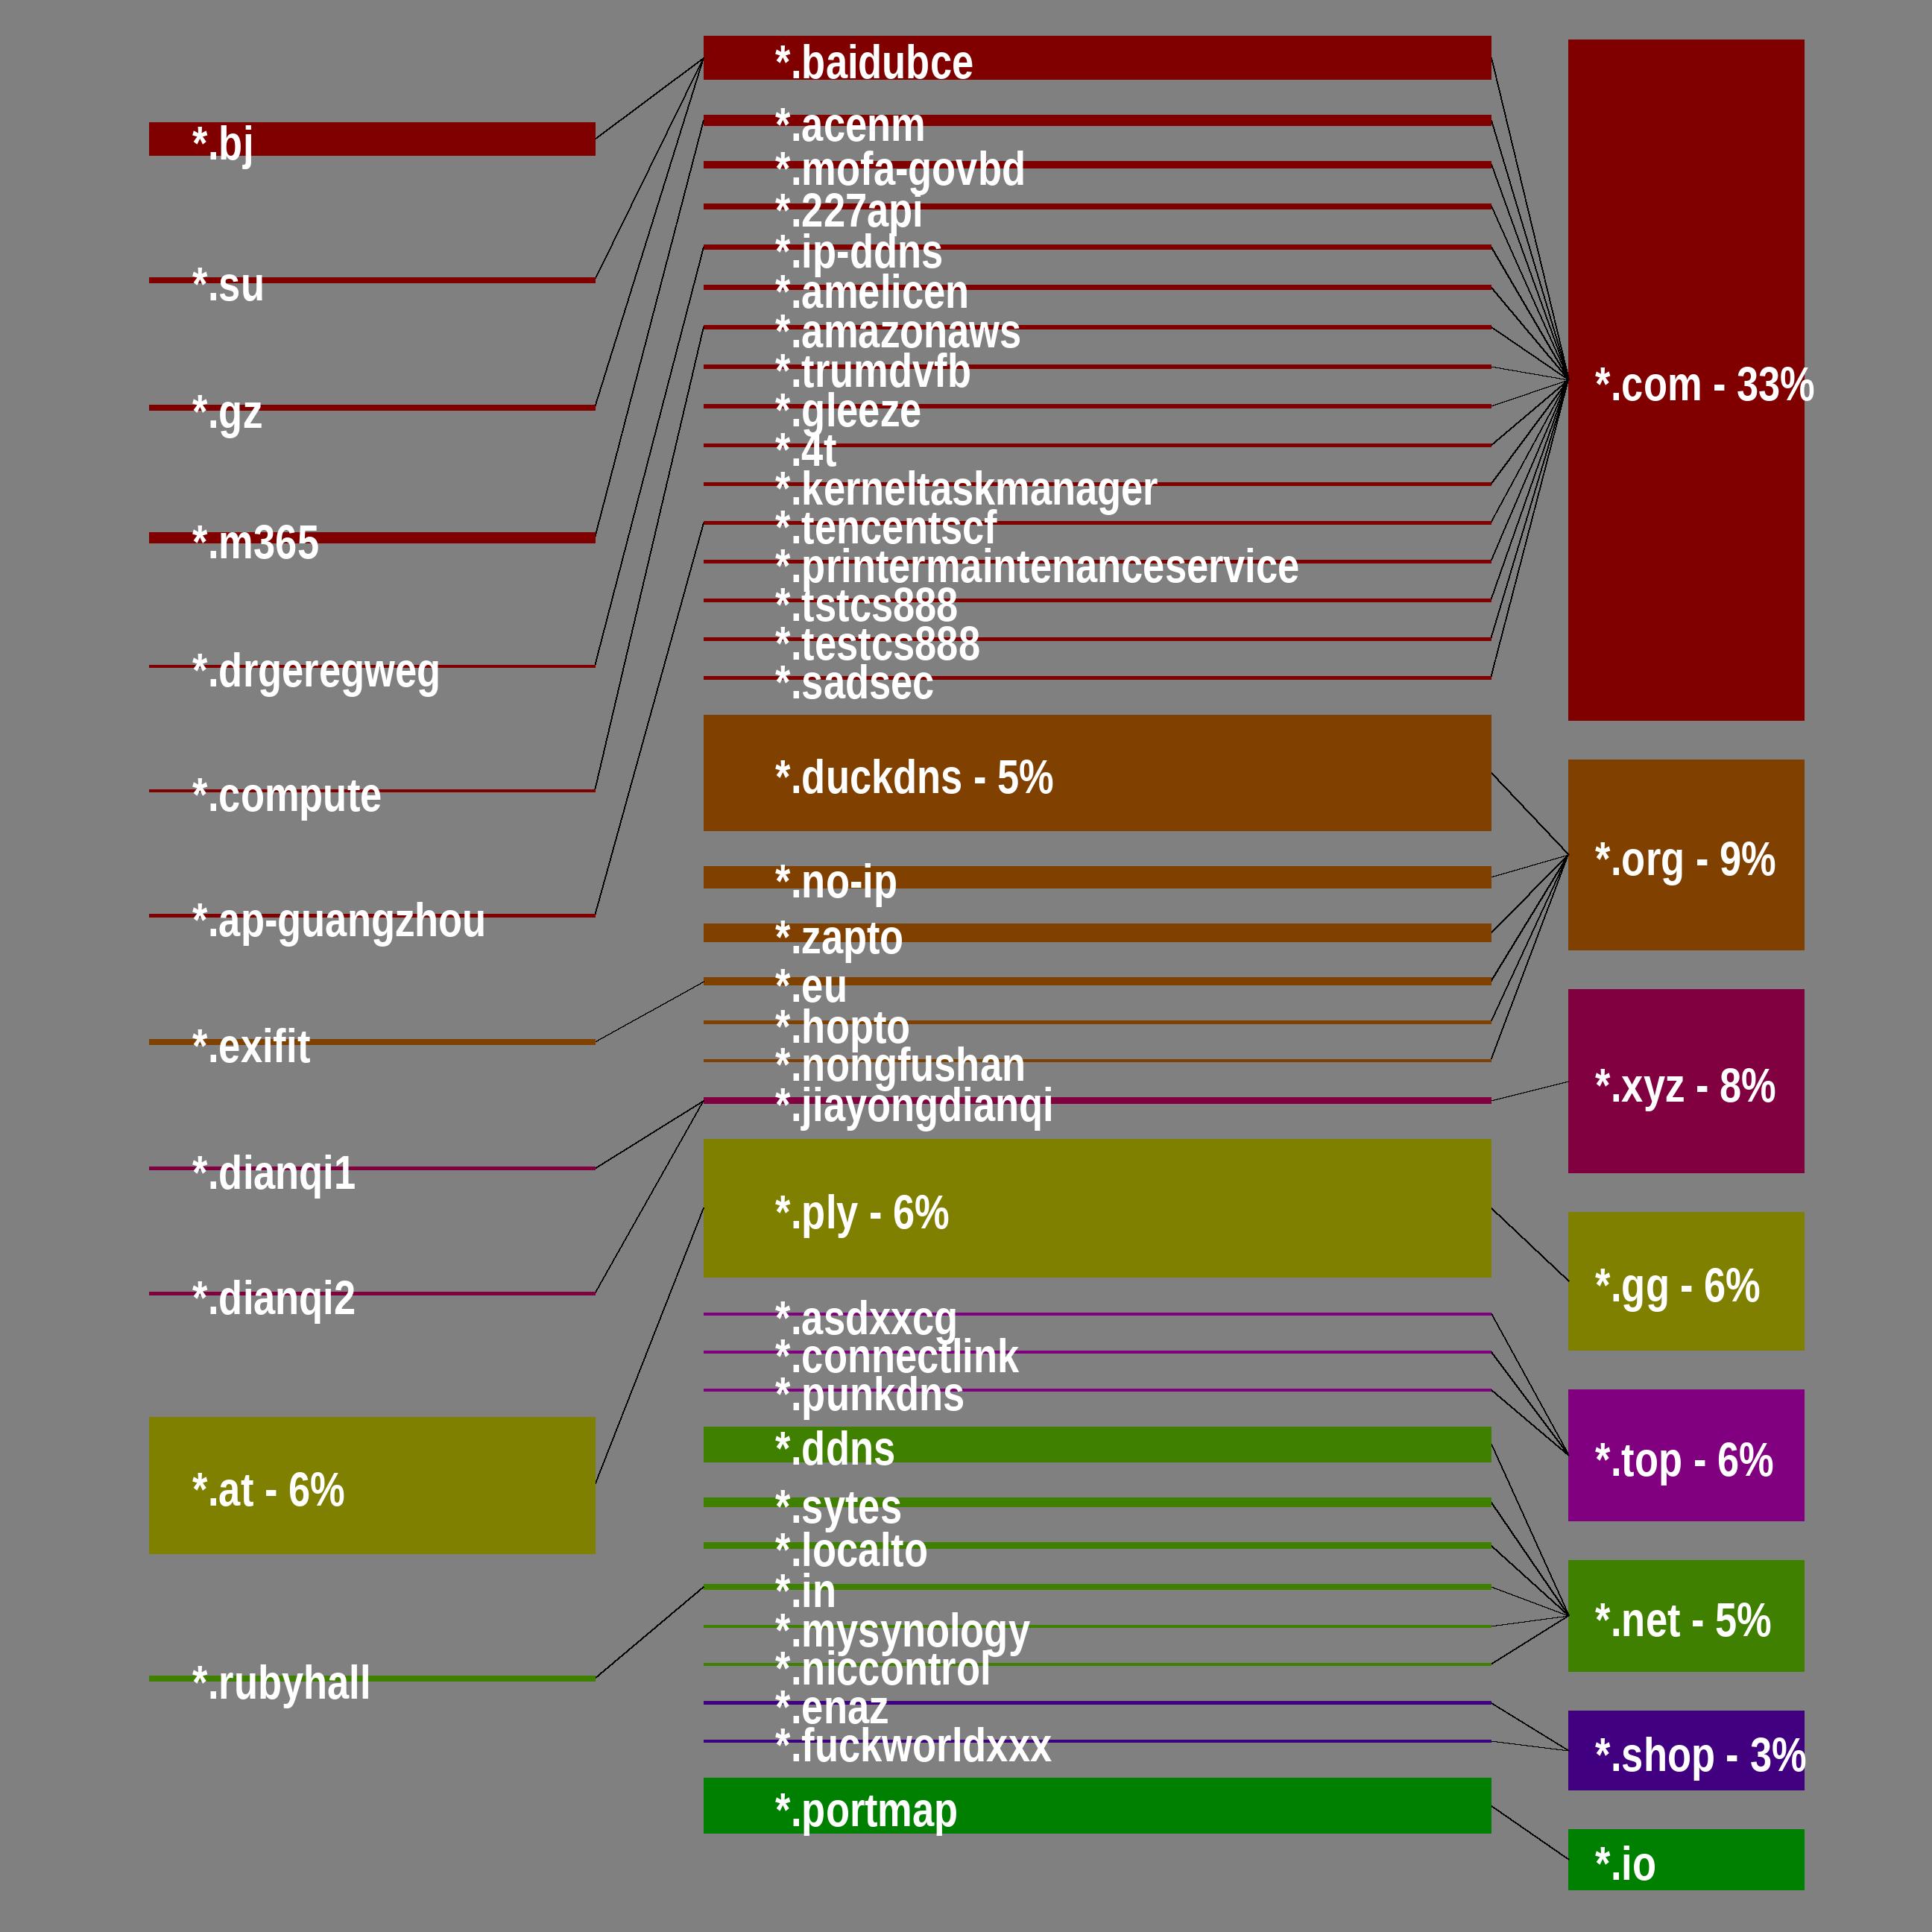 *.bj
*.su
*.gz
*.m365
*.drgeregweg
*.compute
*.ap-guangzhou
*.exifit
*.dianqi1
*.dianqi2
*.at - 6%
*.rubyhall
*.baidubce
*.acenm
*.mofa-govbd
*.227api
*.ip-ddns
*.amelicen
*.amazonaws
*.trumdvfb
*.gleeze
*.4t
*.kerneltaskmanager
*.tencentscf
*.printermaintenanceservice
*.tstcs888
*.testcs888
*.sadsec
*.duckdns - 5%
*.no-ip
*.zapto
*.eu
*.hopto
*.nongfushan
*.jiayongdianqi
*.ply - 6%
*.asdxxcg
*.connectlink
*.punkdns
*.ddns
*.sytes
*.localto
*.in
*.mysynology
*.niccontrol
*.enaz
*.fuckworldxxx
*.portmap
*.com - 33%
*.org - 9%
*.xyz - 8%
*.gg - 6%
*.top - 6%
*.net - 5%
*.shop - 3%
*.io